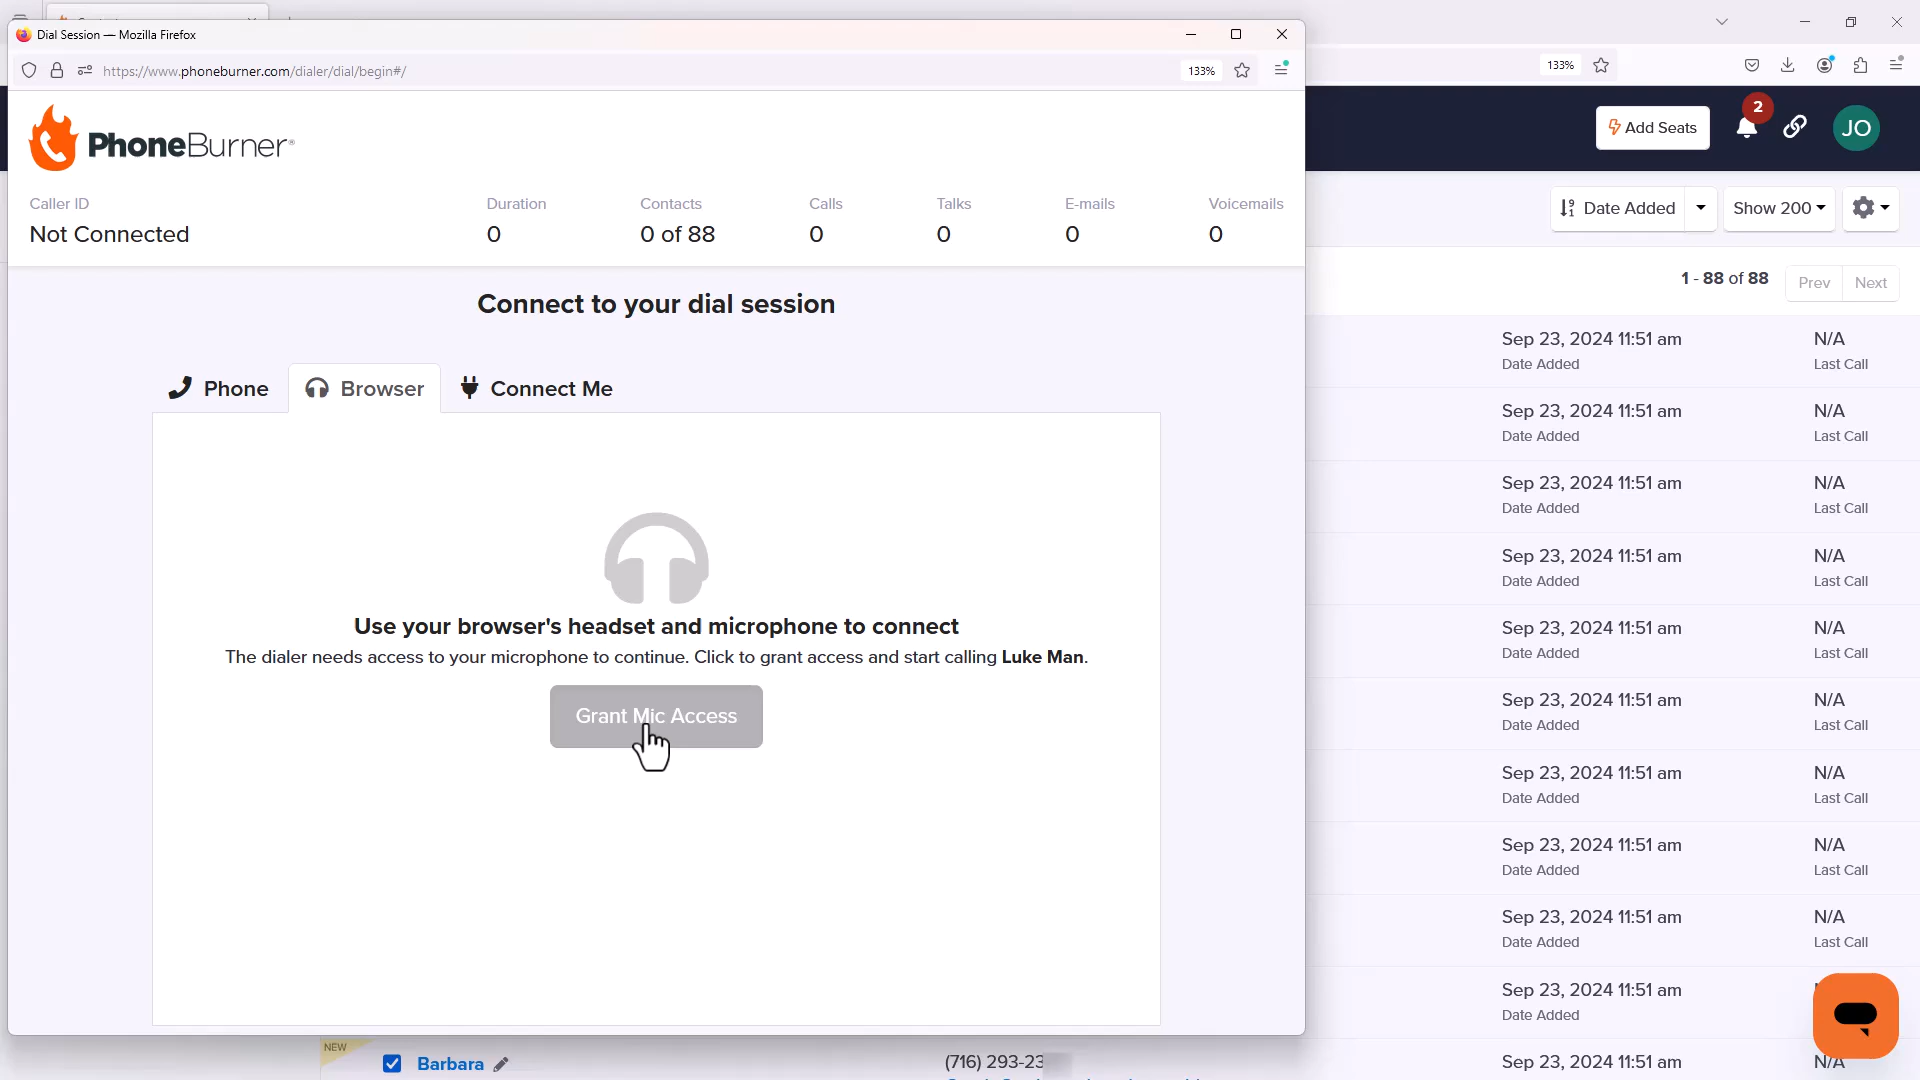 Dial Session — Mozilla Firefox
https://www.phoneburner.com/dialer/dial/begin#/
133%
133%
PhoneBurner®
Add Seats
2
JO
Caller ID
Not Connected
Duration
0
Contacts
0 of 88
Calls
0
Talks
0
E-mails
0
Voicemails
0
Date Added
Show 200
1 - 88 of 88
Prev
Next
Connect to your dial session
Phone
Browser
Connect Me
Use your browser's headset and microphone to connect
The dialer needs access to your microphone to continue. Click to grant access and start calling Luke Man.
Grant Mic Access
Sep 23, 2024 11:51 am
N/A
Date Added
Last Call
Sep 23, 2024 11:51 am
N/A
Date Added
Last Call
Sep 23, 2024 11:51 am
N/A
Date Added
Last Call
Sep 23, 2024 11:51 am
N/A
Date Added
Last Call
Sep 23, 2024 11:51 am
N/A
Date Added
Last Call
Sep 23, 2024 11:51 am
N/A
Date Added
Last Call
Sep 23, 2024 11:51 am
N/A
Date Added
Last Call
Sep 23, 2024 11:51 am
N/A
Date Added
Last Call
Sep 23, 2024 11:51 am
N/A
Date Added
Last Call
Sep 23, 2024 11:51 am
Date Added
NEW
Barbara
(716) 293-23
Sep 23, 2024 11:51 am
N/A